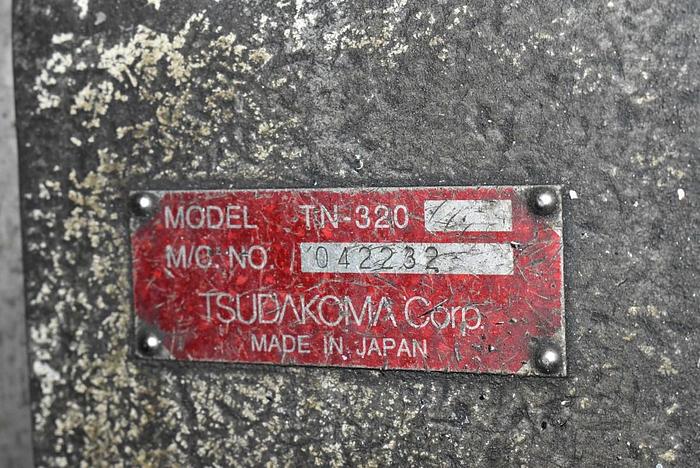 MODEL TN-320
M/C. NO. 042232
TSUDAKOMA Corp.
MADE IN JAPAN